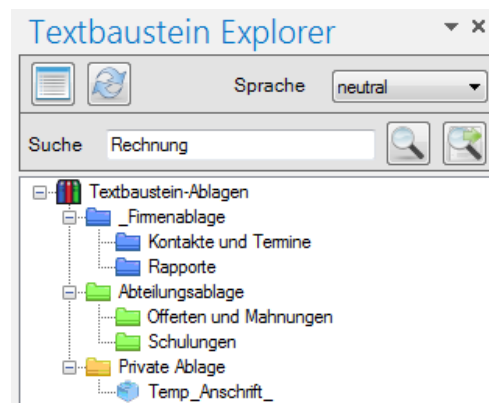 Textbaustein Explorer
Sprache neutral
Suche Rechnung
Textbaustein-Ablagen
_Firmenablage
Kontakte und Termine
Rapporte
Abteilungsablage
Offerten und Mahnungen
Schulungen
Private Ablage
Temp_Anschrift_